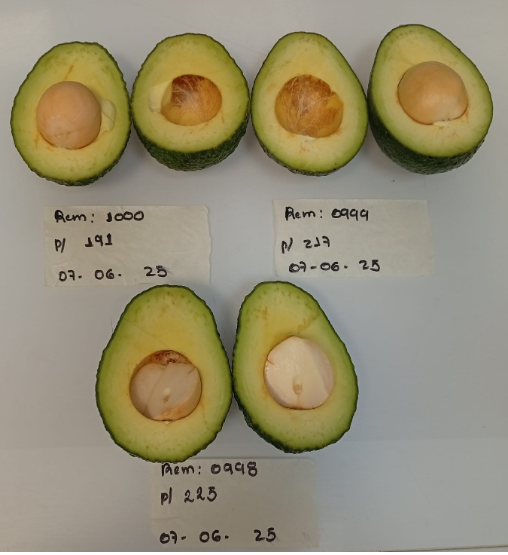 Rem: 1000
P/ 191
07-06- 25
Rem: 0999
P/ 217
07-06- 25
Rem: 0998
P/ 225
07-06- 25